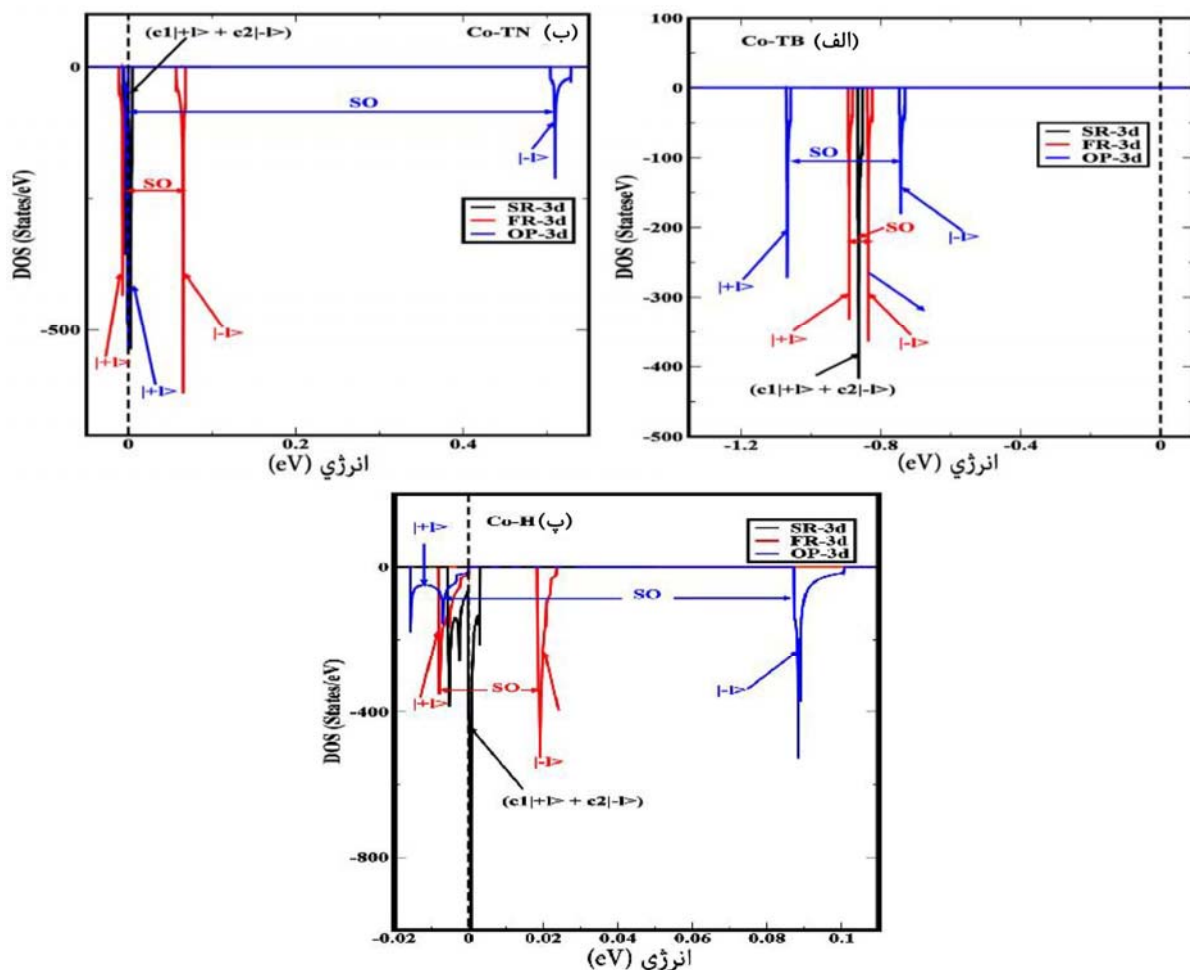 (c1|+l> + c2|-l>)
Co-TN (ب)
0
-500
DOS (States/eV)
SO
SO
|-l>
|-l>
|+l>
|+l>
SR-3d
FR-3d
OP-3d
0
0.2
0.4
انرژي (eV)
Co-TB (الف)
100
0
-100
-200
-300
-400
-500
DOS (StateseV)
SR-3d
FR-3d
OP-3d
SO
SO
|+l>
|-l>
|+l>
|-l>
(c1|+l> + c2|-l>)
-1.2
-0.8
-0.4
0
انرژي (eV)
Co-H (پ)
|+l>
SR-3d
FR-3d
OP-3d
0
-400
-800
DOS (States/eV)
SO
SO
|+l>
|-l>
|-l>
(c1|+l> + c2|-l>)
-0.02
0
0.02
0.04
0.06
0.08
0.1
انرژي (eV)